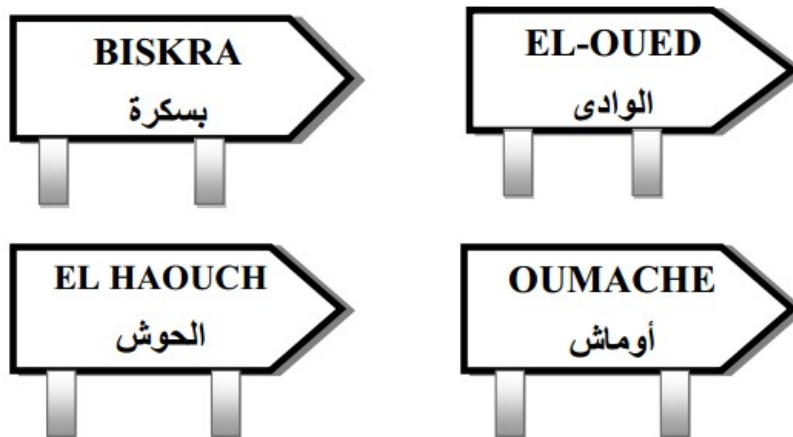 BISKRA
بسكرة
EL-OUED
الوادى
EL HAOUCH
الحوش
OUMACHE
أوماش